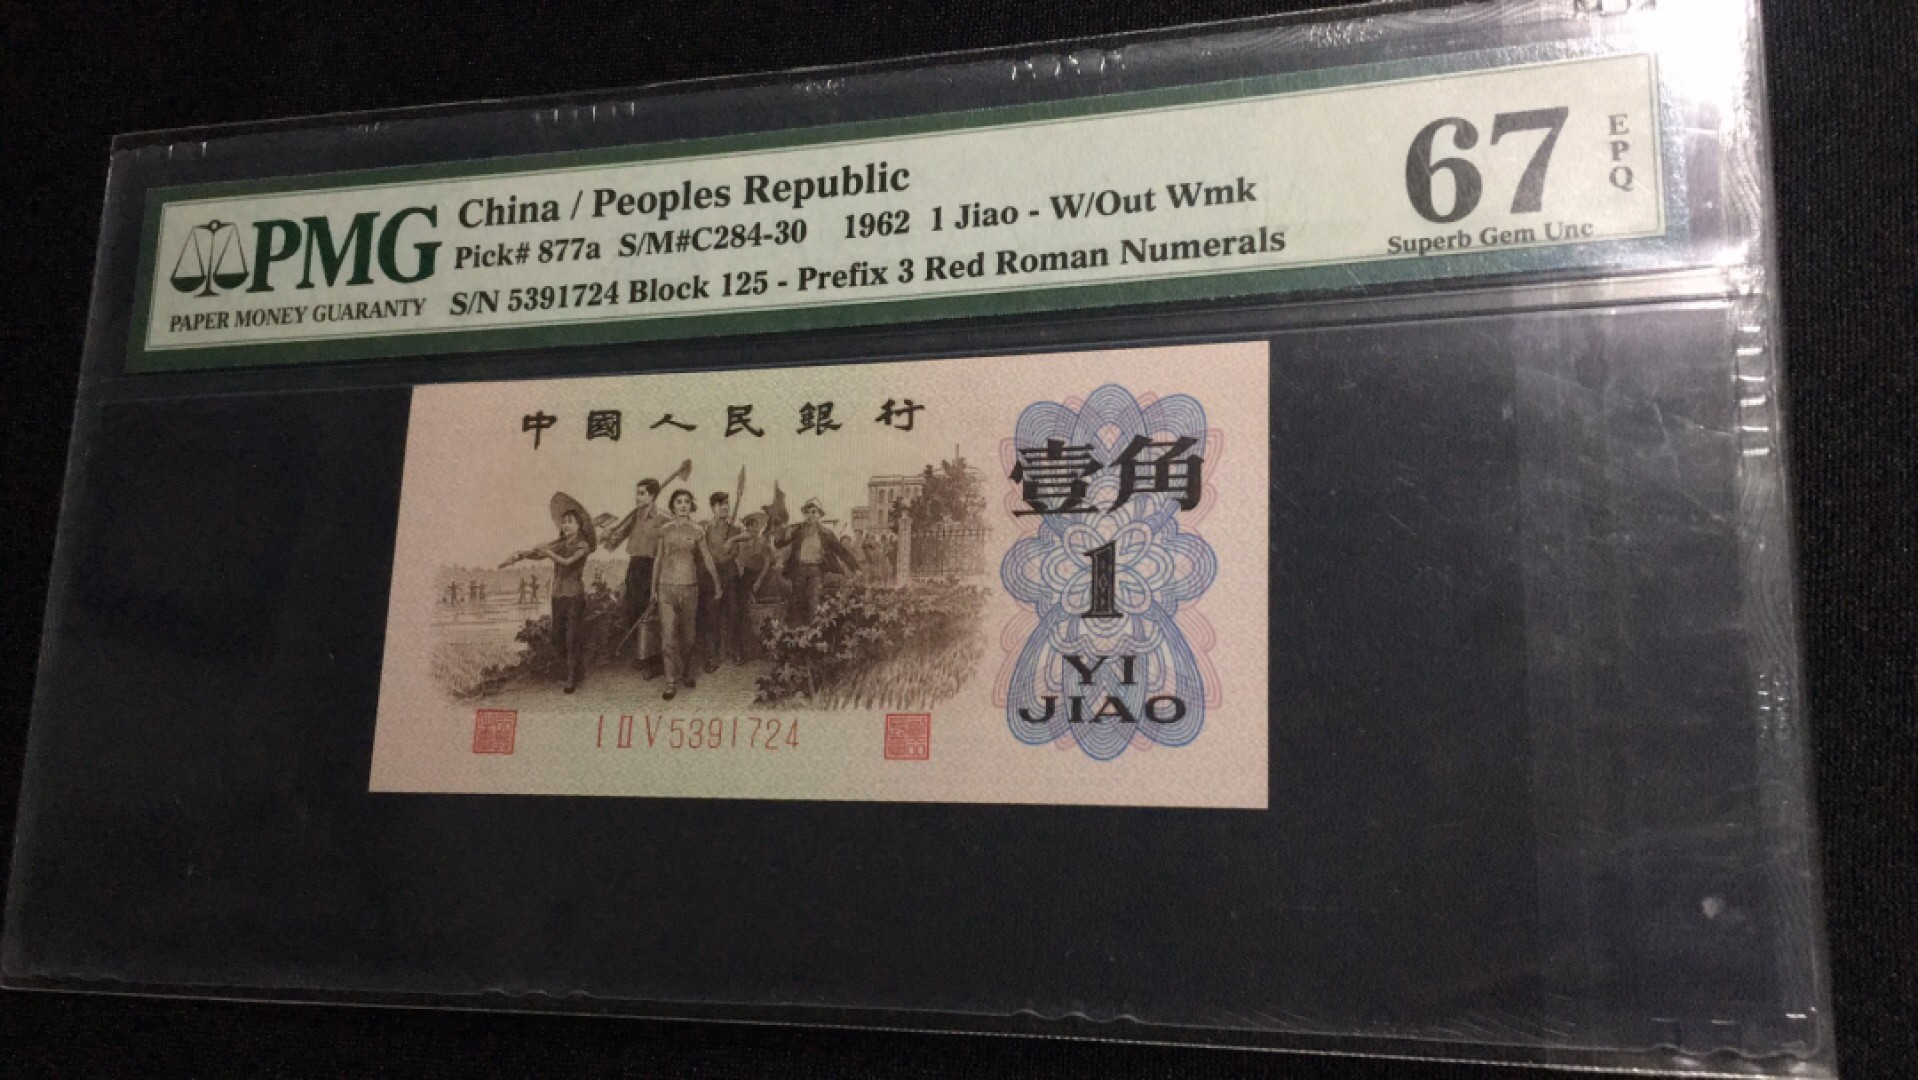 PMG
PAPER MONEY GUARANTY
China / Peoples Republic
Pick# 877a S/M#C284-30 1962 1 Jiao - W/Out Wmk
S/N 5391724 Block 125 - Prefix 3 Red Roman Numerals
67
EPQ
Superb Gem Unc
中國人民銀行
壹角
1
YI
JIAO
I II V 5391724